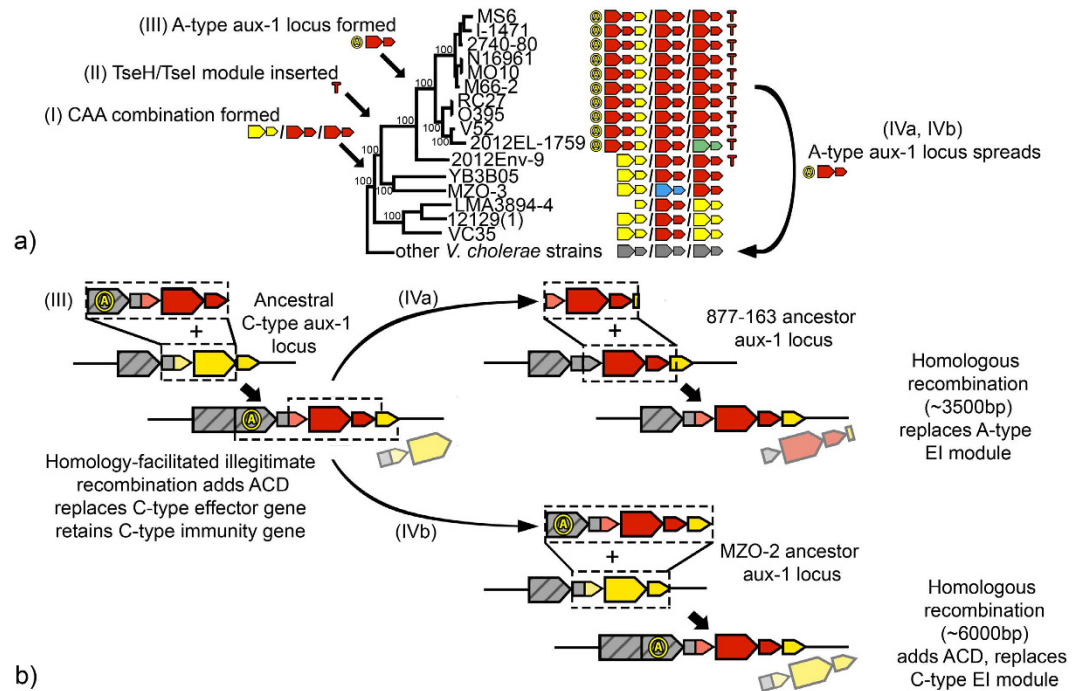 (III) A-type aux-1 locus formed
(II) TseH/TseI module inserted
(I) CAA combination formed
MS6
I-1471
2740-80
N16961
MO10
M66-2
RC27
O395
V52
2012EL-1759
2012Env-9
YB3B05
MZO-3
LMA3894-4
12129(1)
VC35
other V. cholerae strains
100
100
100
100
100
100
100
100
100
A
A
A
A
A
A
A
A
A
A
T
T
T
T
T
T
T
T
T
T
T
(IVa, IVb)
A-type aux-1 locus spreads
A
a)
(III)
A
+
Ancestral
C-type aux-1
locus
A
Homology-facilitated illegitimate
recombination adds ACD
replaces C-type effector gene
retains C-type immunity gene
(IVa)
+
877-163 ancestor
aux-1 locus
Homologous
recombination
(~3500bp)
replaces A-type
EI module
(IVb)
A
+
MZO-2 ancestor
aux-1 locus
A
Homologous
recombination
(~6000bp)
adds ACD, replaces
C-type EI module
b)